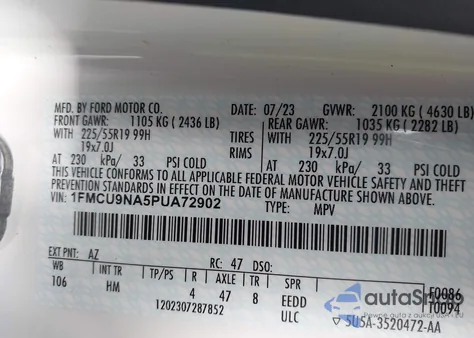 MFD. BY FORD MOTOR CO. DATE: 07/23 GVWR: 2100 KG ( 4630 LB)
FRONT GAWR: 1105 KG ( 2436 LB) REAR GAWR: 1035 KG ( 2282 LB)
WITH 225/55R19 99H TIRES WITH 225/55R19 99H
19x7.0J RIMS 19x7.0J
AT 230 kPa/ 33 PSI COLD AT 230 kPa/ 33 PSI COLD
THIS VEHICLE CONFORMS TO ALL APPLICABLE FEDERAL MOTOR VEHICLE SAFETY AND THEFT
PREVENTION STANDARDS IN EFFECT ON THE DATE OF MANUFACTURE SHOWN ABOVE.
VIN: 1FMCU9NA5PUA72902 TYPE: MPV
EXT PNT: AZ RC: 47 DSO:
WB INT TR TP/PS R AXLE TR SPR F0086
106 HM 4 47 8 EEDD T0094
1202307287852 ULC 5U5A-3520472-AA
autaSprob
Pewne auta z aukcji